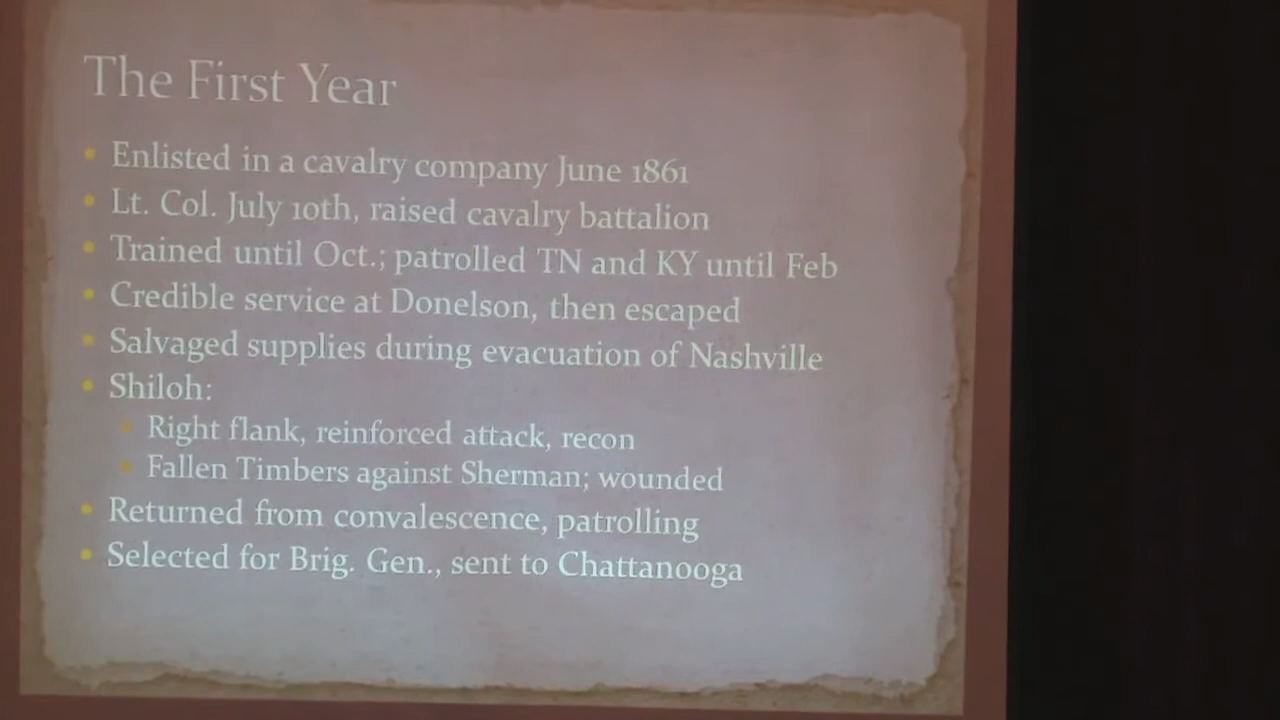 The First Year
Enlisted in a cavalry company June 1861
Lt. Col. July 10th, raised cavalry battalion
Trained until Oct.; patrolled TN and KY until Feb
Credible service at Donelson, then escaped
Salvaged supplies during evacuation of Nashville
Shiloh:
Right flank, reinforced attack, recon
Fallen Timbers against Sherman; wounded
Returned from convalescence, patrolling
Selected for Brig. Gen., sent to Chattanooga